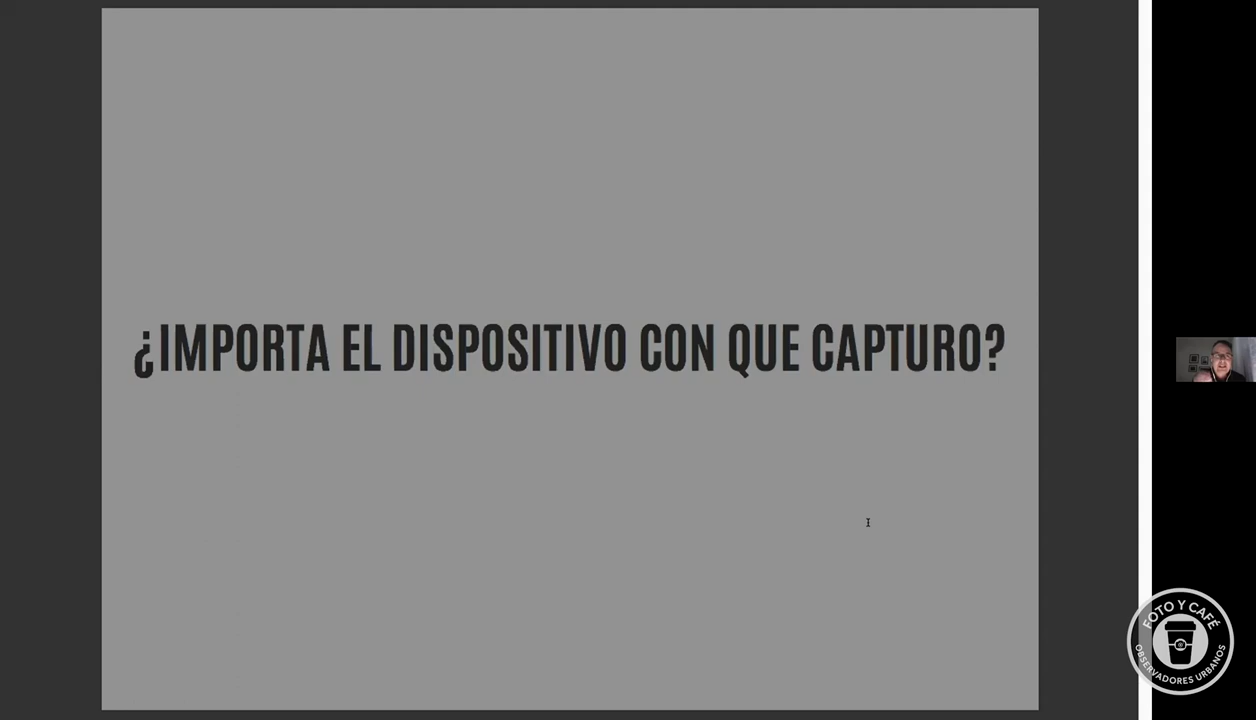 ¿IMPORTA EL DISPOSITIVO CON QUE CAPTURO?
FOTO Y CAFÉ
OBSERVADORES URBANOS